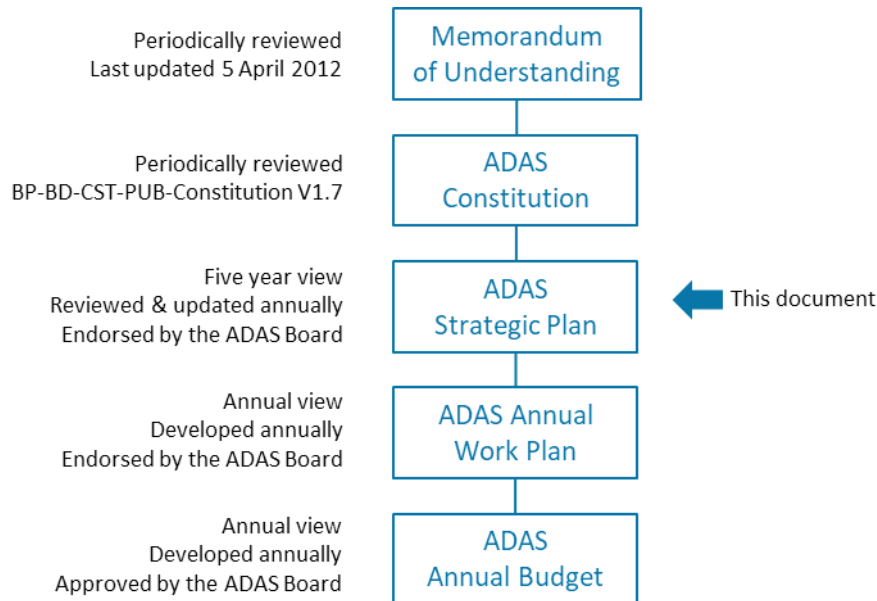 Periodically reviewed
Last updated 5 April 2012
Memorandum
of Understanding
Periodically reviewed
BP-BD-CST-PUB-Constitution V1.7
ADAS
Constitution
Five year view
Reviewed & updated annually
Endorsed by the ADAS Board
ADAS
Strategic Plan
This document
Annual view
Developed annually
Endorsed by the ADAS Board
ADAS Annual
Work Plan
Annual view
Developed annually
Approved by the ADAS Board
ADAS
Annual Budget